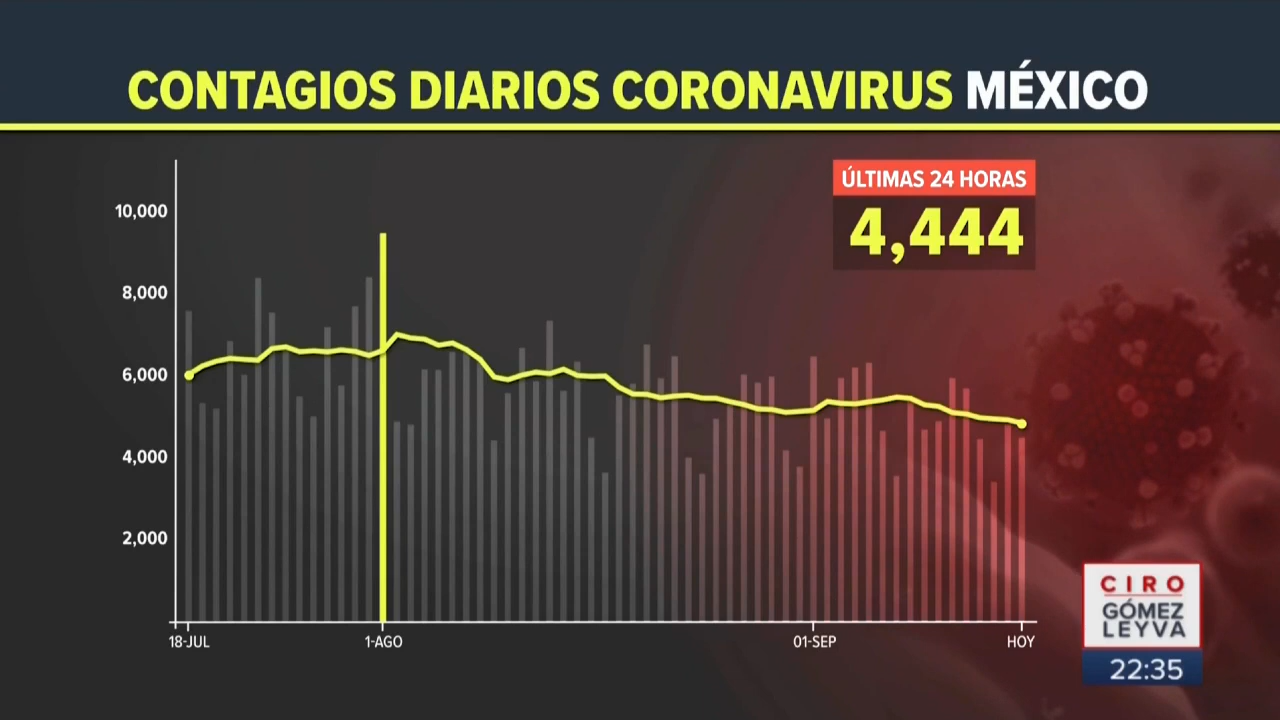 CONTAGIOS DIARIOS CORONAVIRUS MÉXICO
ÚLTIMAS 24 HORAS
4,444
10,000
8,000
6,000
4,000
2,000
18-JUL 1-AGO 01-SEP HOY
CIRO
GÓMEZ
LEYVA
22:35